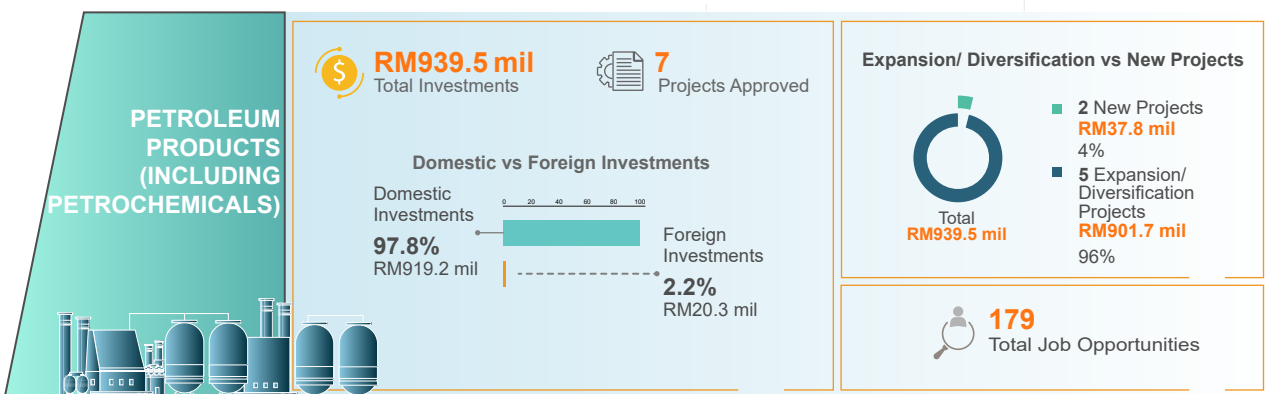 PETROLEUM
PRODUCTS
(INCLUDING
PETROCHEMICALS)
RM939.5 mil
Total Investments
7
Projects Approved
Domestic vs Foreign Investments
Domestic
Investments
97.8%
RM919.2 mil
0 20 40 60 80 100
Foreign
Investments
2.2%
RM20.3 mil
Expansion/ Diversification vs New Projects
Total
RM939.5 mil
2 New Projects
RM37.8 mil
4%
5 Expansion/
Diversification
Projects
RM901.7 mil
96%
179
Total Job Opportunities
$